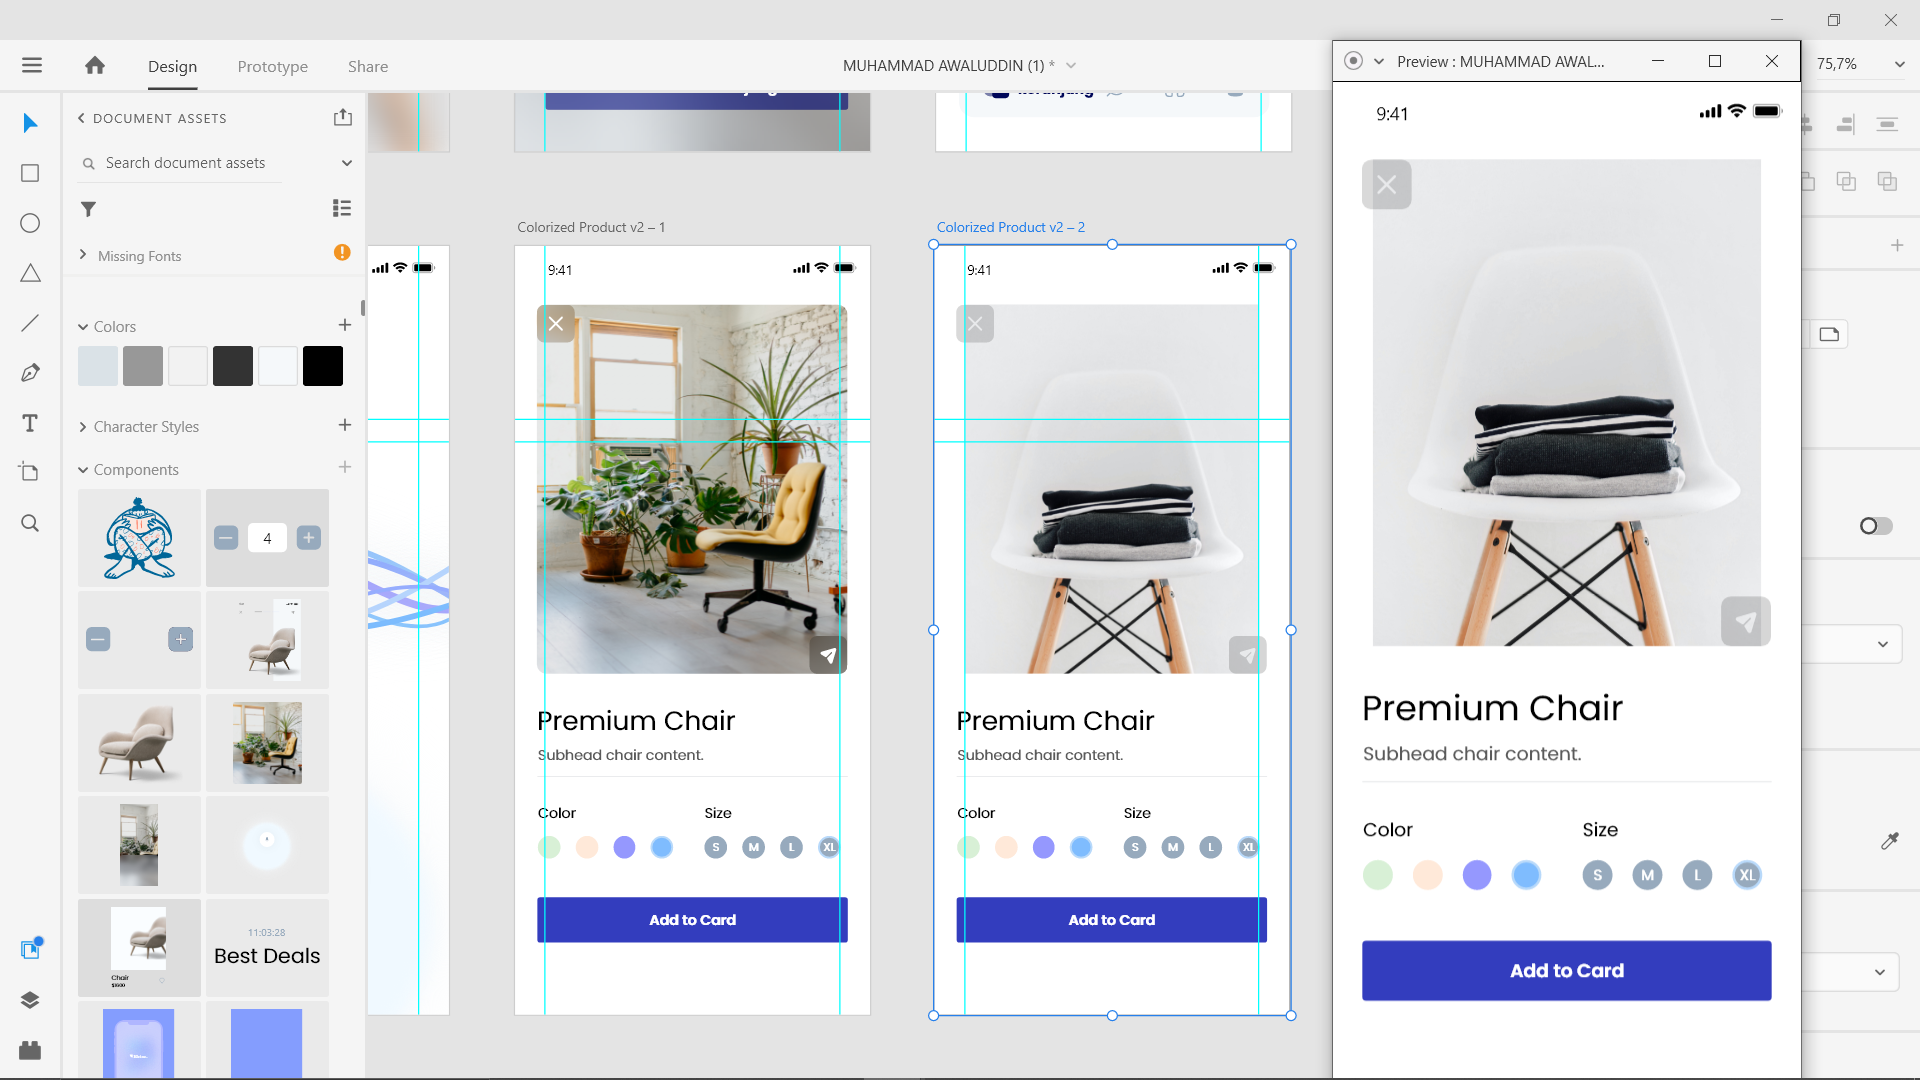 Design
Prototype
Share
MUHAMMAD AWALUDDIN (1) *
Preview : MUHAMMAD AWAL...
75,7%
DOCUMENT ASSETS
Search document assets
Missing Fonts
Colors
Character Styles
Components
4
Chair
11:03:28
Best Deals
Colorized Product v2 – 1
9:41
Premium Chair
Subhead chair content.
Color
Size
S M L XL
Add to Card
Colorized Product v2 – 2
9:41
Premium Chair
Subhead chair content.
Color
Size
S M L XL
Add to Card
9:41
Premium Chair
Subhead chair content.
Color
Size
S M L XL
Add to Card